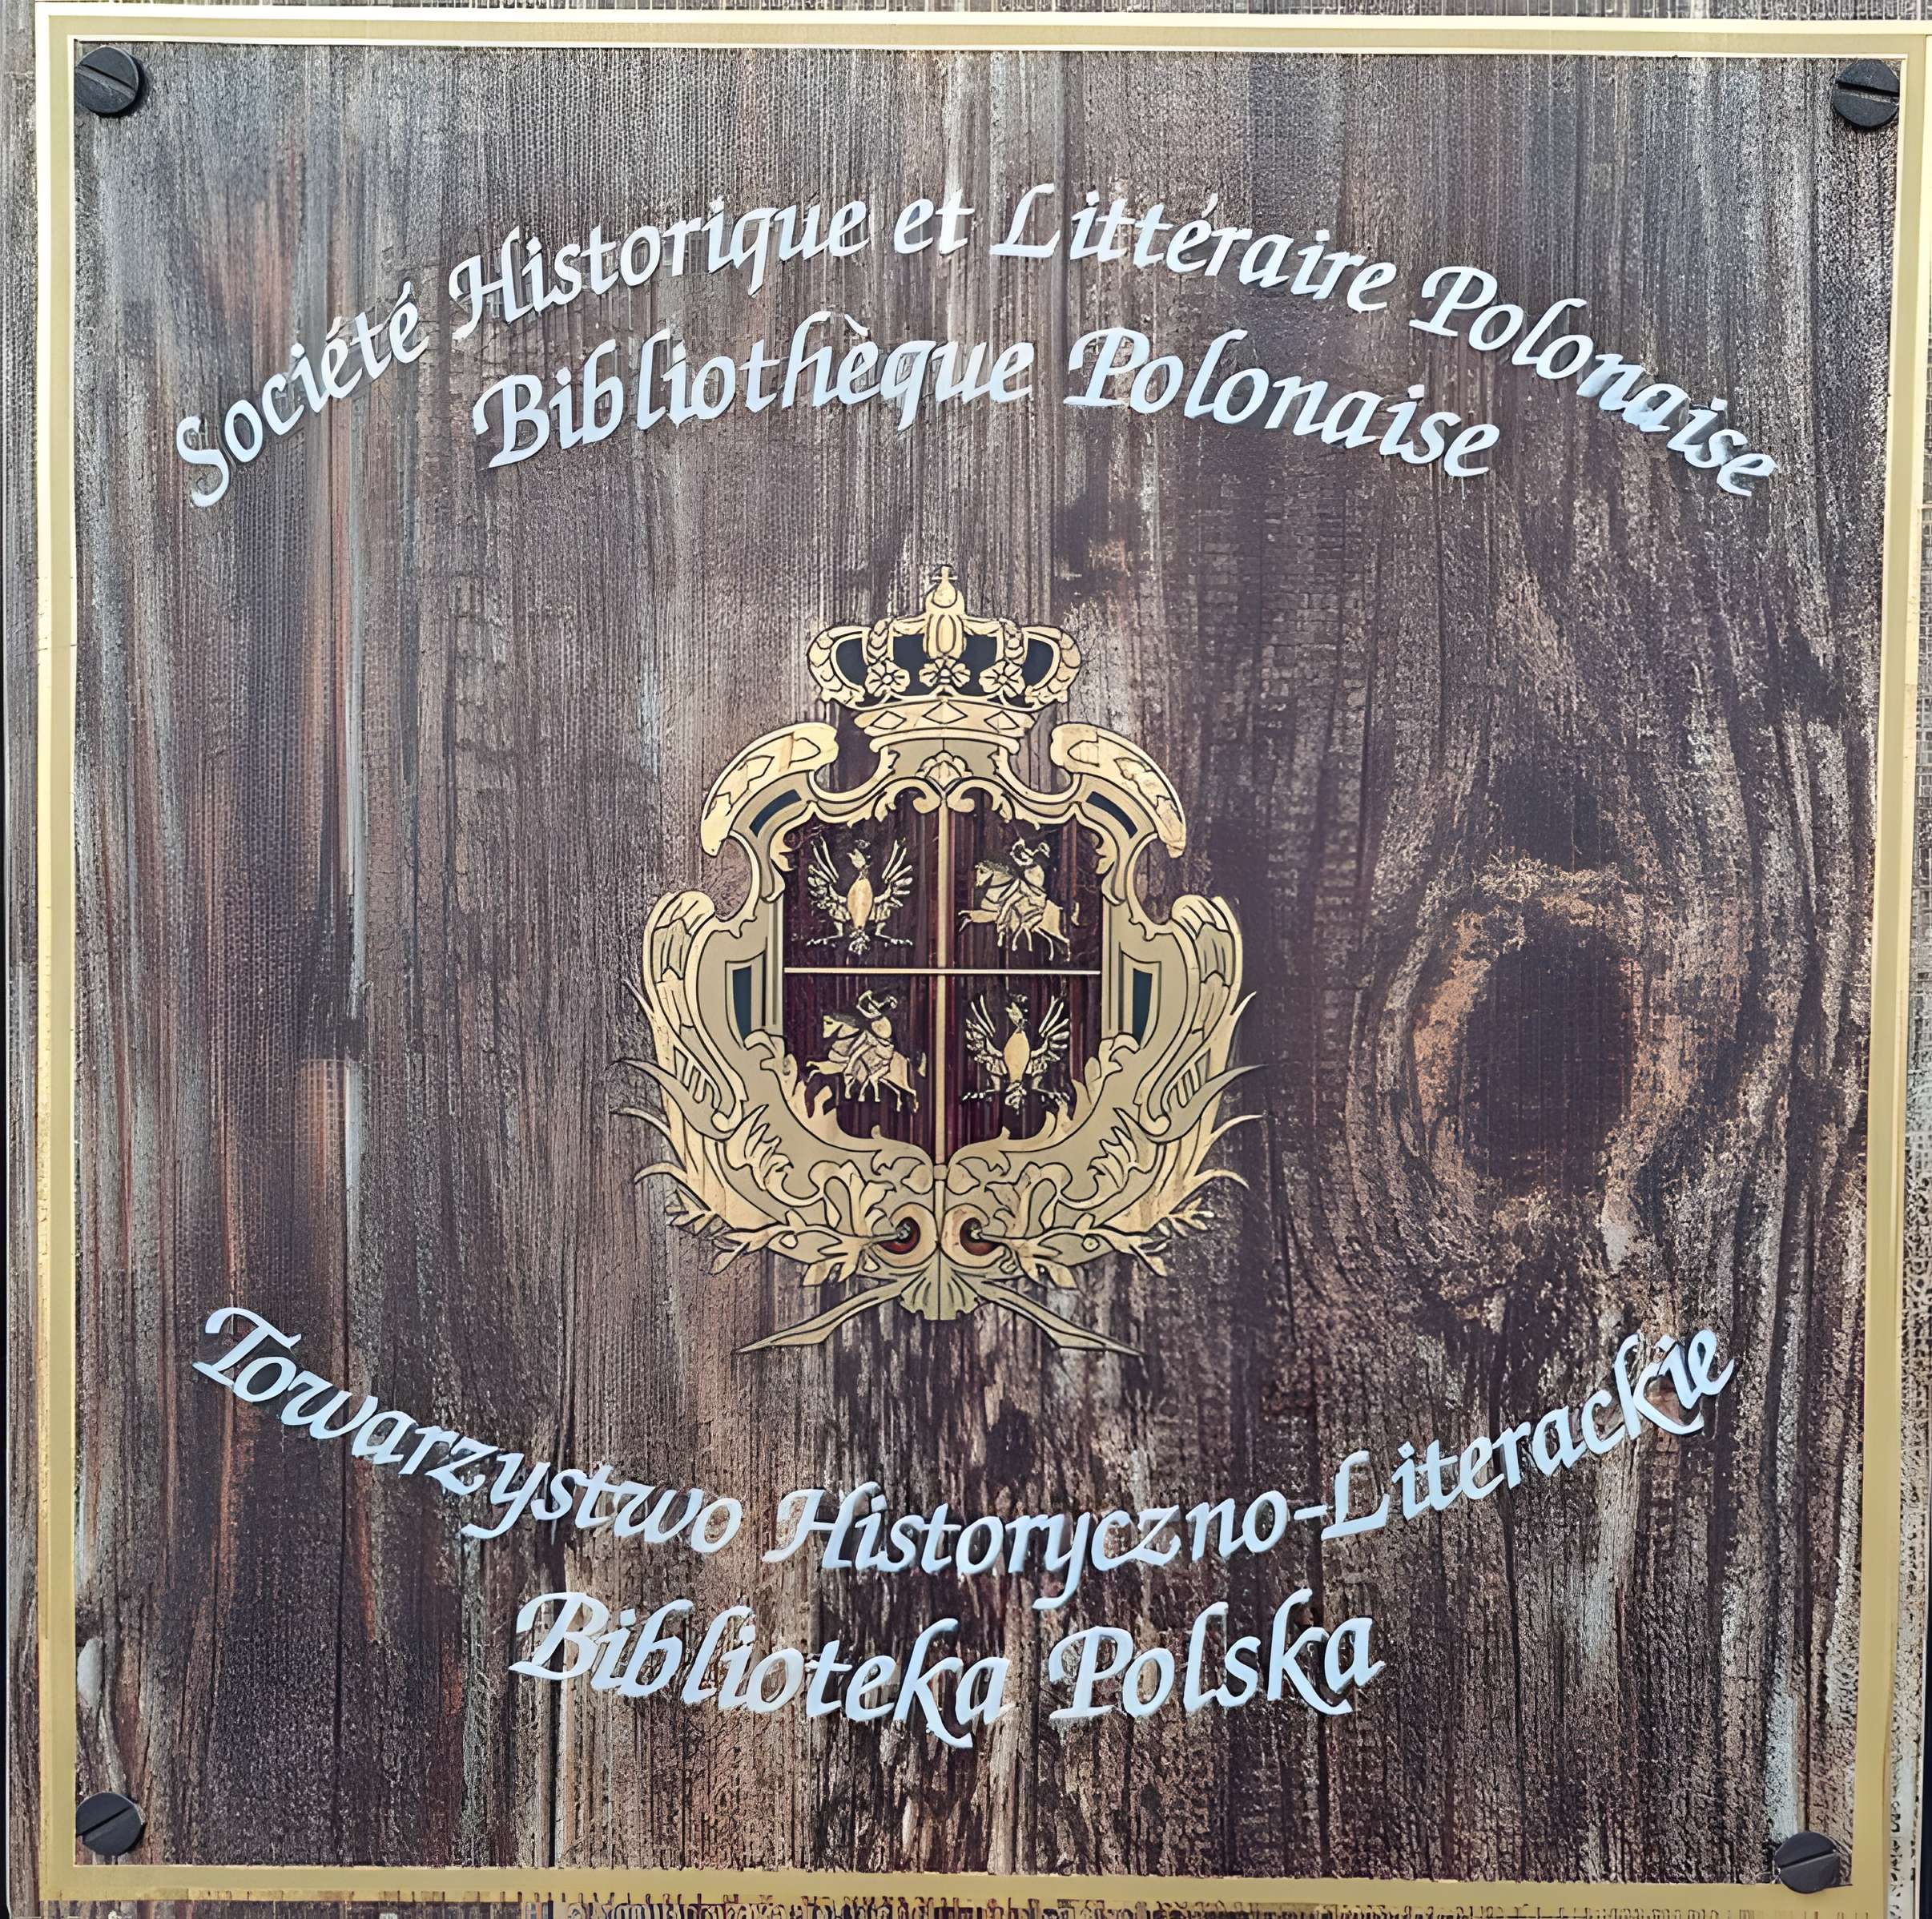 Société Historique et Littéraire Polonaise
Bibliothèque Polonaise
Towarzystwo Historyczno-Literackie
Biblioteka Polska